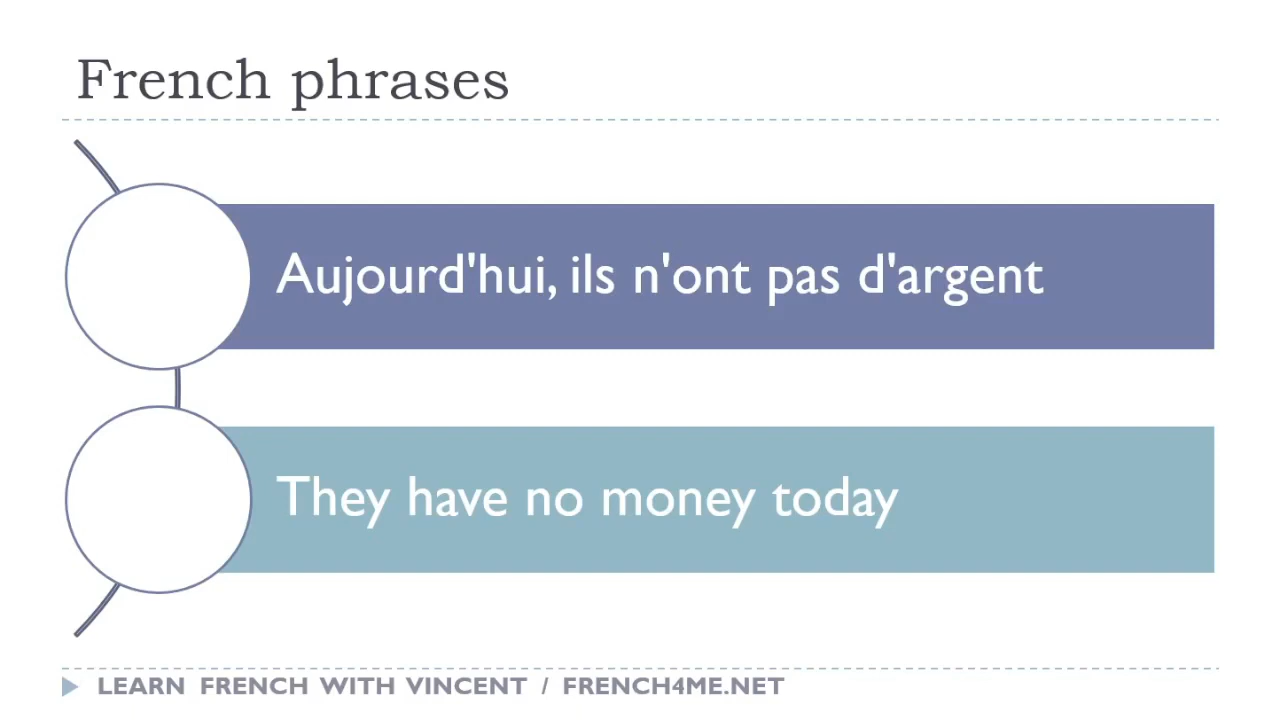 French phrases
Aujourd'hui, ils n'ont pas d'argent
They have no money today
LEARN FRENCH WITH VINCENT / FRENCH4ME.NET